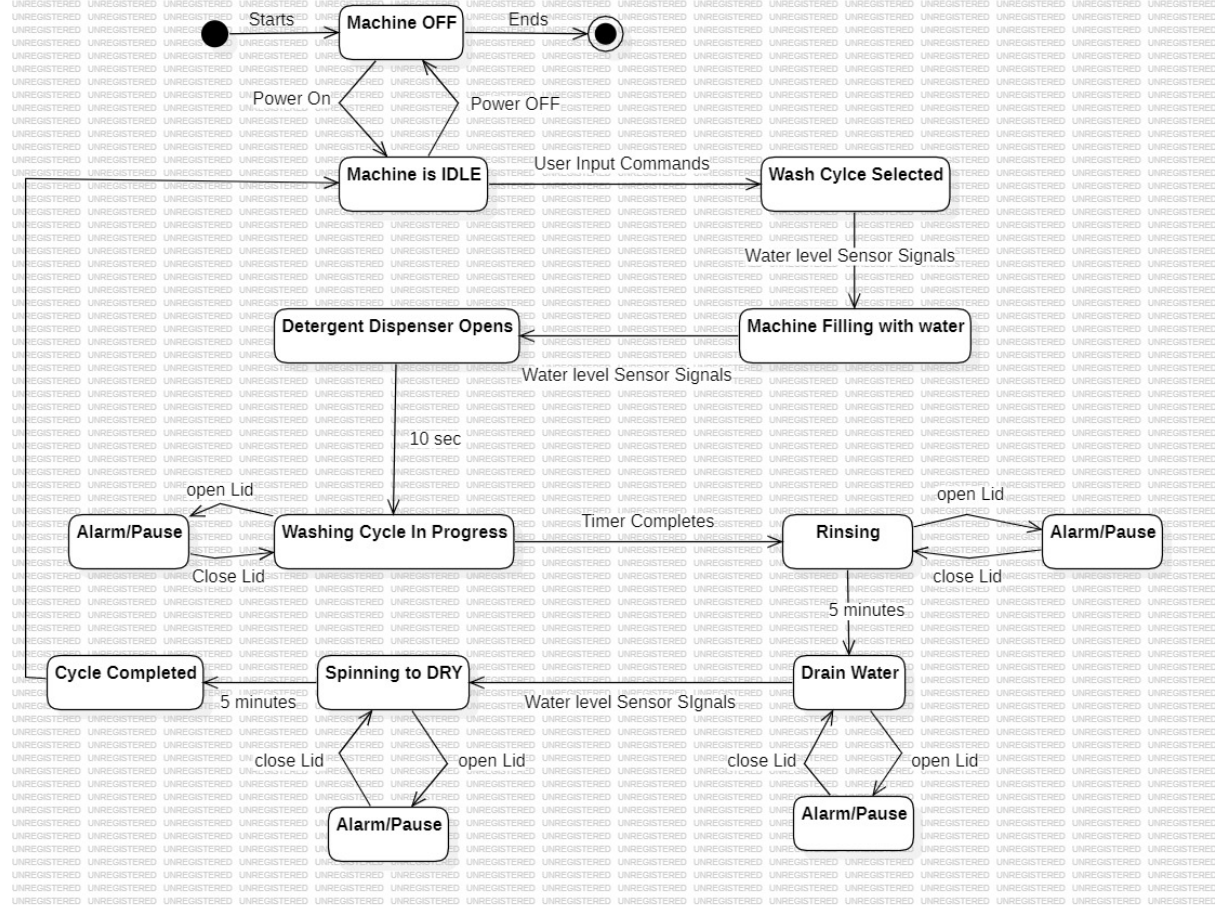 Starts
Machine OFF
Ends
Power On
Power OFF
Machine is IDLE
User Input Commands
Wash Cylce Selected
Water level Sensor Signals
Detergent Dispenser Opens
Machine Filling with water
Water level Sensor Signals
10 sec
open Lid
open Lid
Alarm/Pause
Washing Cycle In Progress
Timer Completes
Rinsing
Alarm/Pause
Close Lid
close Lid
5 minutes
Cycle Completed
Spinning to DRY
Drain Water
5 minutes
Water level Sensor SIgnals
close Lid
open Lid
close Lid
open Lid
Alarm/Pause
Alarm/Pause
UNREGISTERED